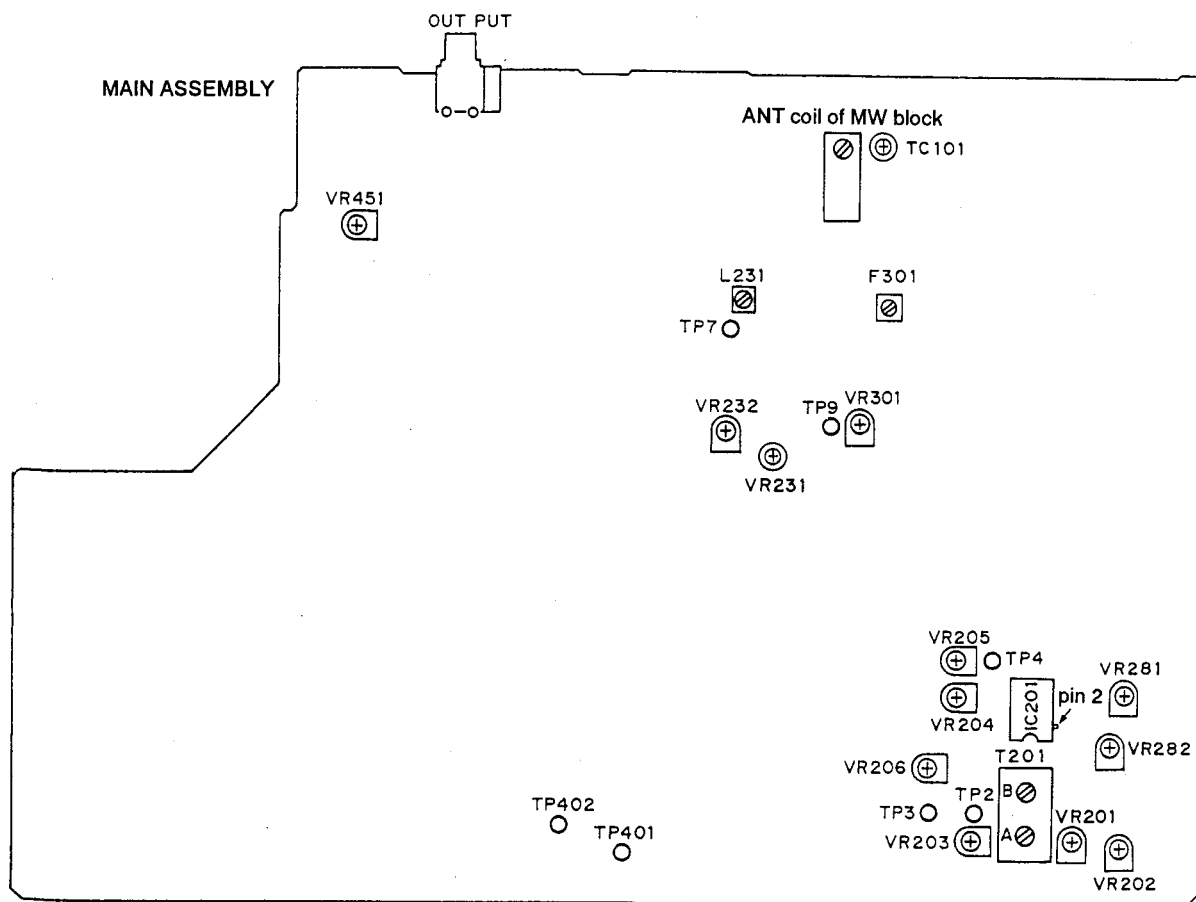 OUT PUT
MAIN ASSEMBLY
ANT coil of MW block
TC101
VR451
L231
F301
TP7
VR232
TP9
VR301
VR231
VR205
TP4
VR281
IC201
pin 2
VR204
VR282
T201
VR206
B
TP402
TP3
TP2
VR201
TP401
VR203
A
VR202